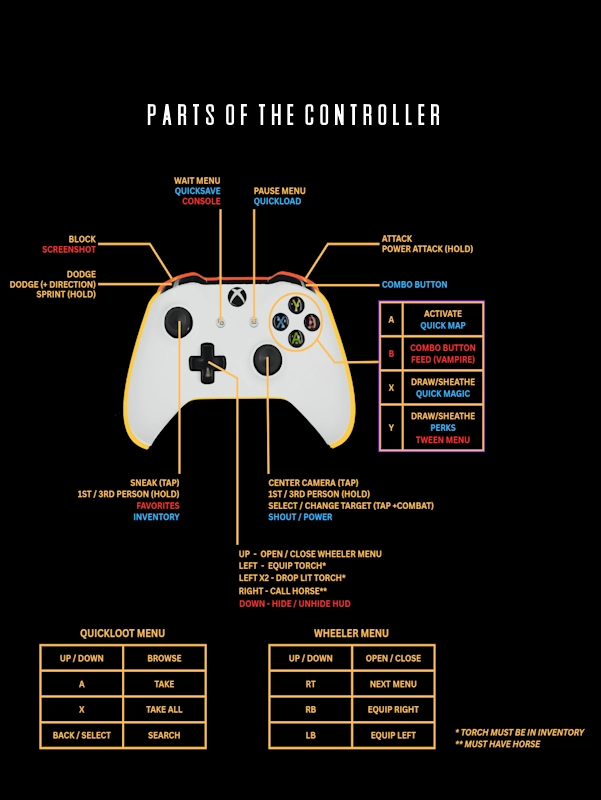 PARTS OF THE CONTROLLER
WAIT MENU
QUICKSAVE
CONSOLE
PAUSE MENU
QUICKLOAD
BLOCK
SCREENSHOT
ATTACK
POWER ATTACK (HOLD)
DODGE
DODGE (+ DIRECTION)
SPRINT (HOLD)
COMBO BUTTON
Y
X
B
A
A ACTIVATE
QUICK MAP
B COMBO BUTTON
FEED (VAMPIRE)
X DRAW/SHEATHE
QUICK MAGIC
Y DRAW/SHEATHE
PERKS
TWEEN MENU
SNEAK (TAP)
1ST / 3RD PERSON (HOLD)
FAVORITES
INVENTORY
CENTER CAMERA (TAP)
1ST / 3RD PERSON (HOLD)
SELECT / CHANGE TARGET (TAP +COMBAT)
SHOUT / POWER
UP - OPEN / CLOSE WHEELER MENU
LEFT - EQUIP TORCH*
LEFT X2 - DROP LIT TORCH*
RIGHT - CALL HORSE**
DOWN - HIDE / UNHIDE HUD
QUICKLOOT MENU
UP / DOWN BROWSE
A TAKE
X TAKE ALL
BACK / SELECT SEARCH
WHEELER MENU
UP / DOWN OPEN / CLOSE
RT NEXT MENU
RB EQUIP RIGHT
LB EQUIP LEFT
* TORCH MUST BE IN INVENTORY
** MUST HAVE HORSE